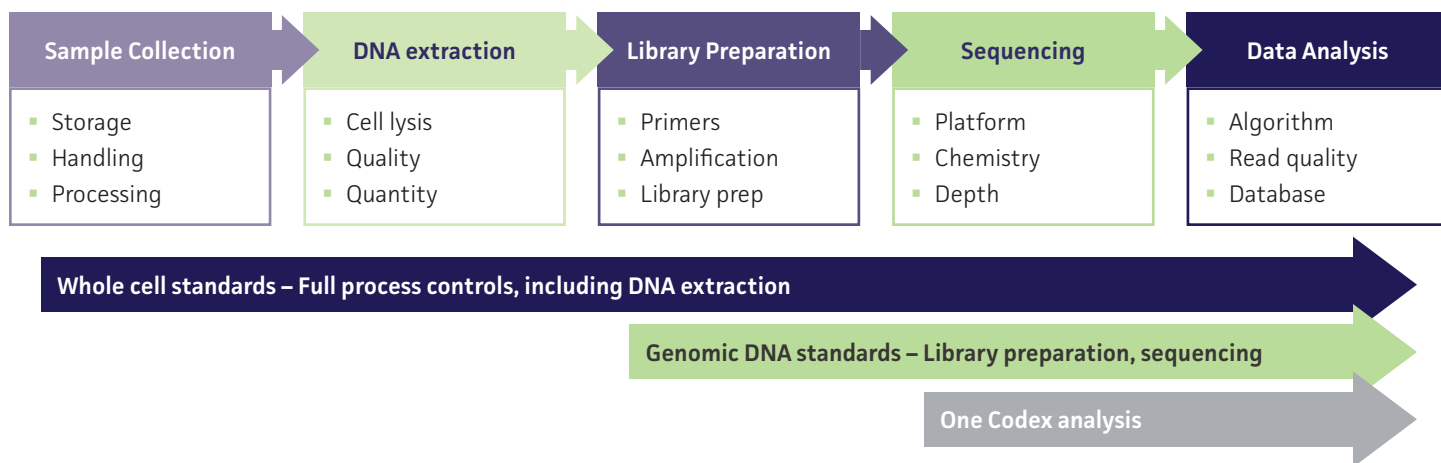 Sample Collection
Storage
Handling
Processing
DNA extraction
Cell lysis
Quality
Quantity
Library Preparation
Primers
Amplification
Library prep
Sequencing
Platform
Chemistry
Depth
Data Analysis
Algorithm
Read quality
Database
Whole cell standards – Full process controls, including DNA extraction
Genomic DNA standards – Library preparation, sequencing
One Codex analysis